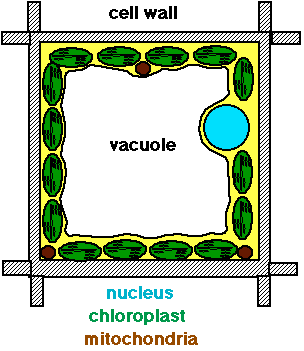 cell wall
vacuole
nucleus
chloroplast
mitochondria